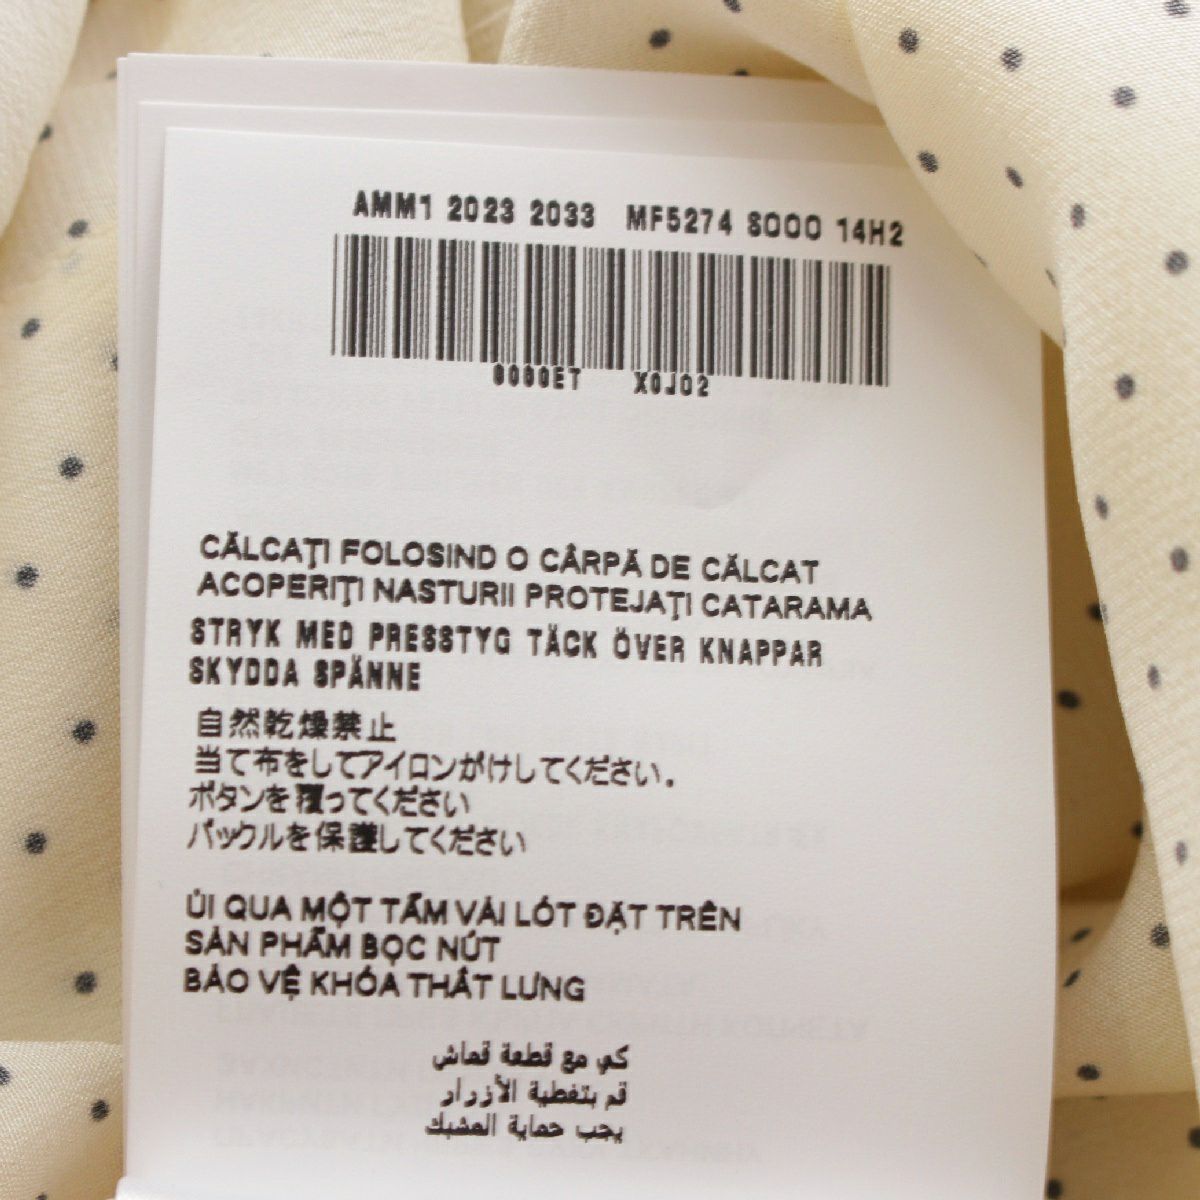 AMM1 2023 2033 MF5274 S000 14H2
X0J02
CĂLCAŢI FOLOSIND O CÂRPĂ DE CĂLCAT
ACOPERIŢI NASTURII PROTEJAŢI CATARAMA
STRYK MED PRESSTYG TÄCK ÖVER KNAPPAR
SKYDDA SPÄNNE
自然乾燥禁止
当て布をしてアイロンがけしてください。
ボタンを覆ってください
バックルを保護してください
ỦI QUA MỘT TẤM VẢI LÓT ĐẶT TRÊN
SẢN PHẨM BỌC NÚT
BẢO VỆ KHÓA THẮT LƯNG
كي مع قطعة قماش
قم بتغطية الأزرار
يجب حماية المشبك